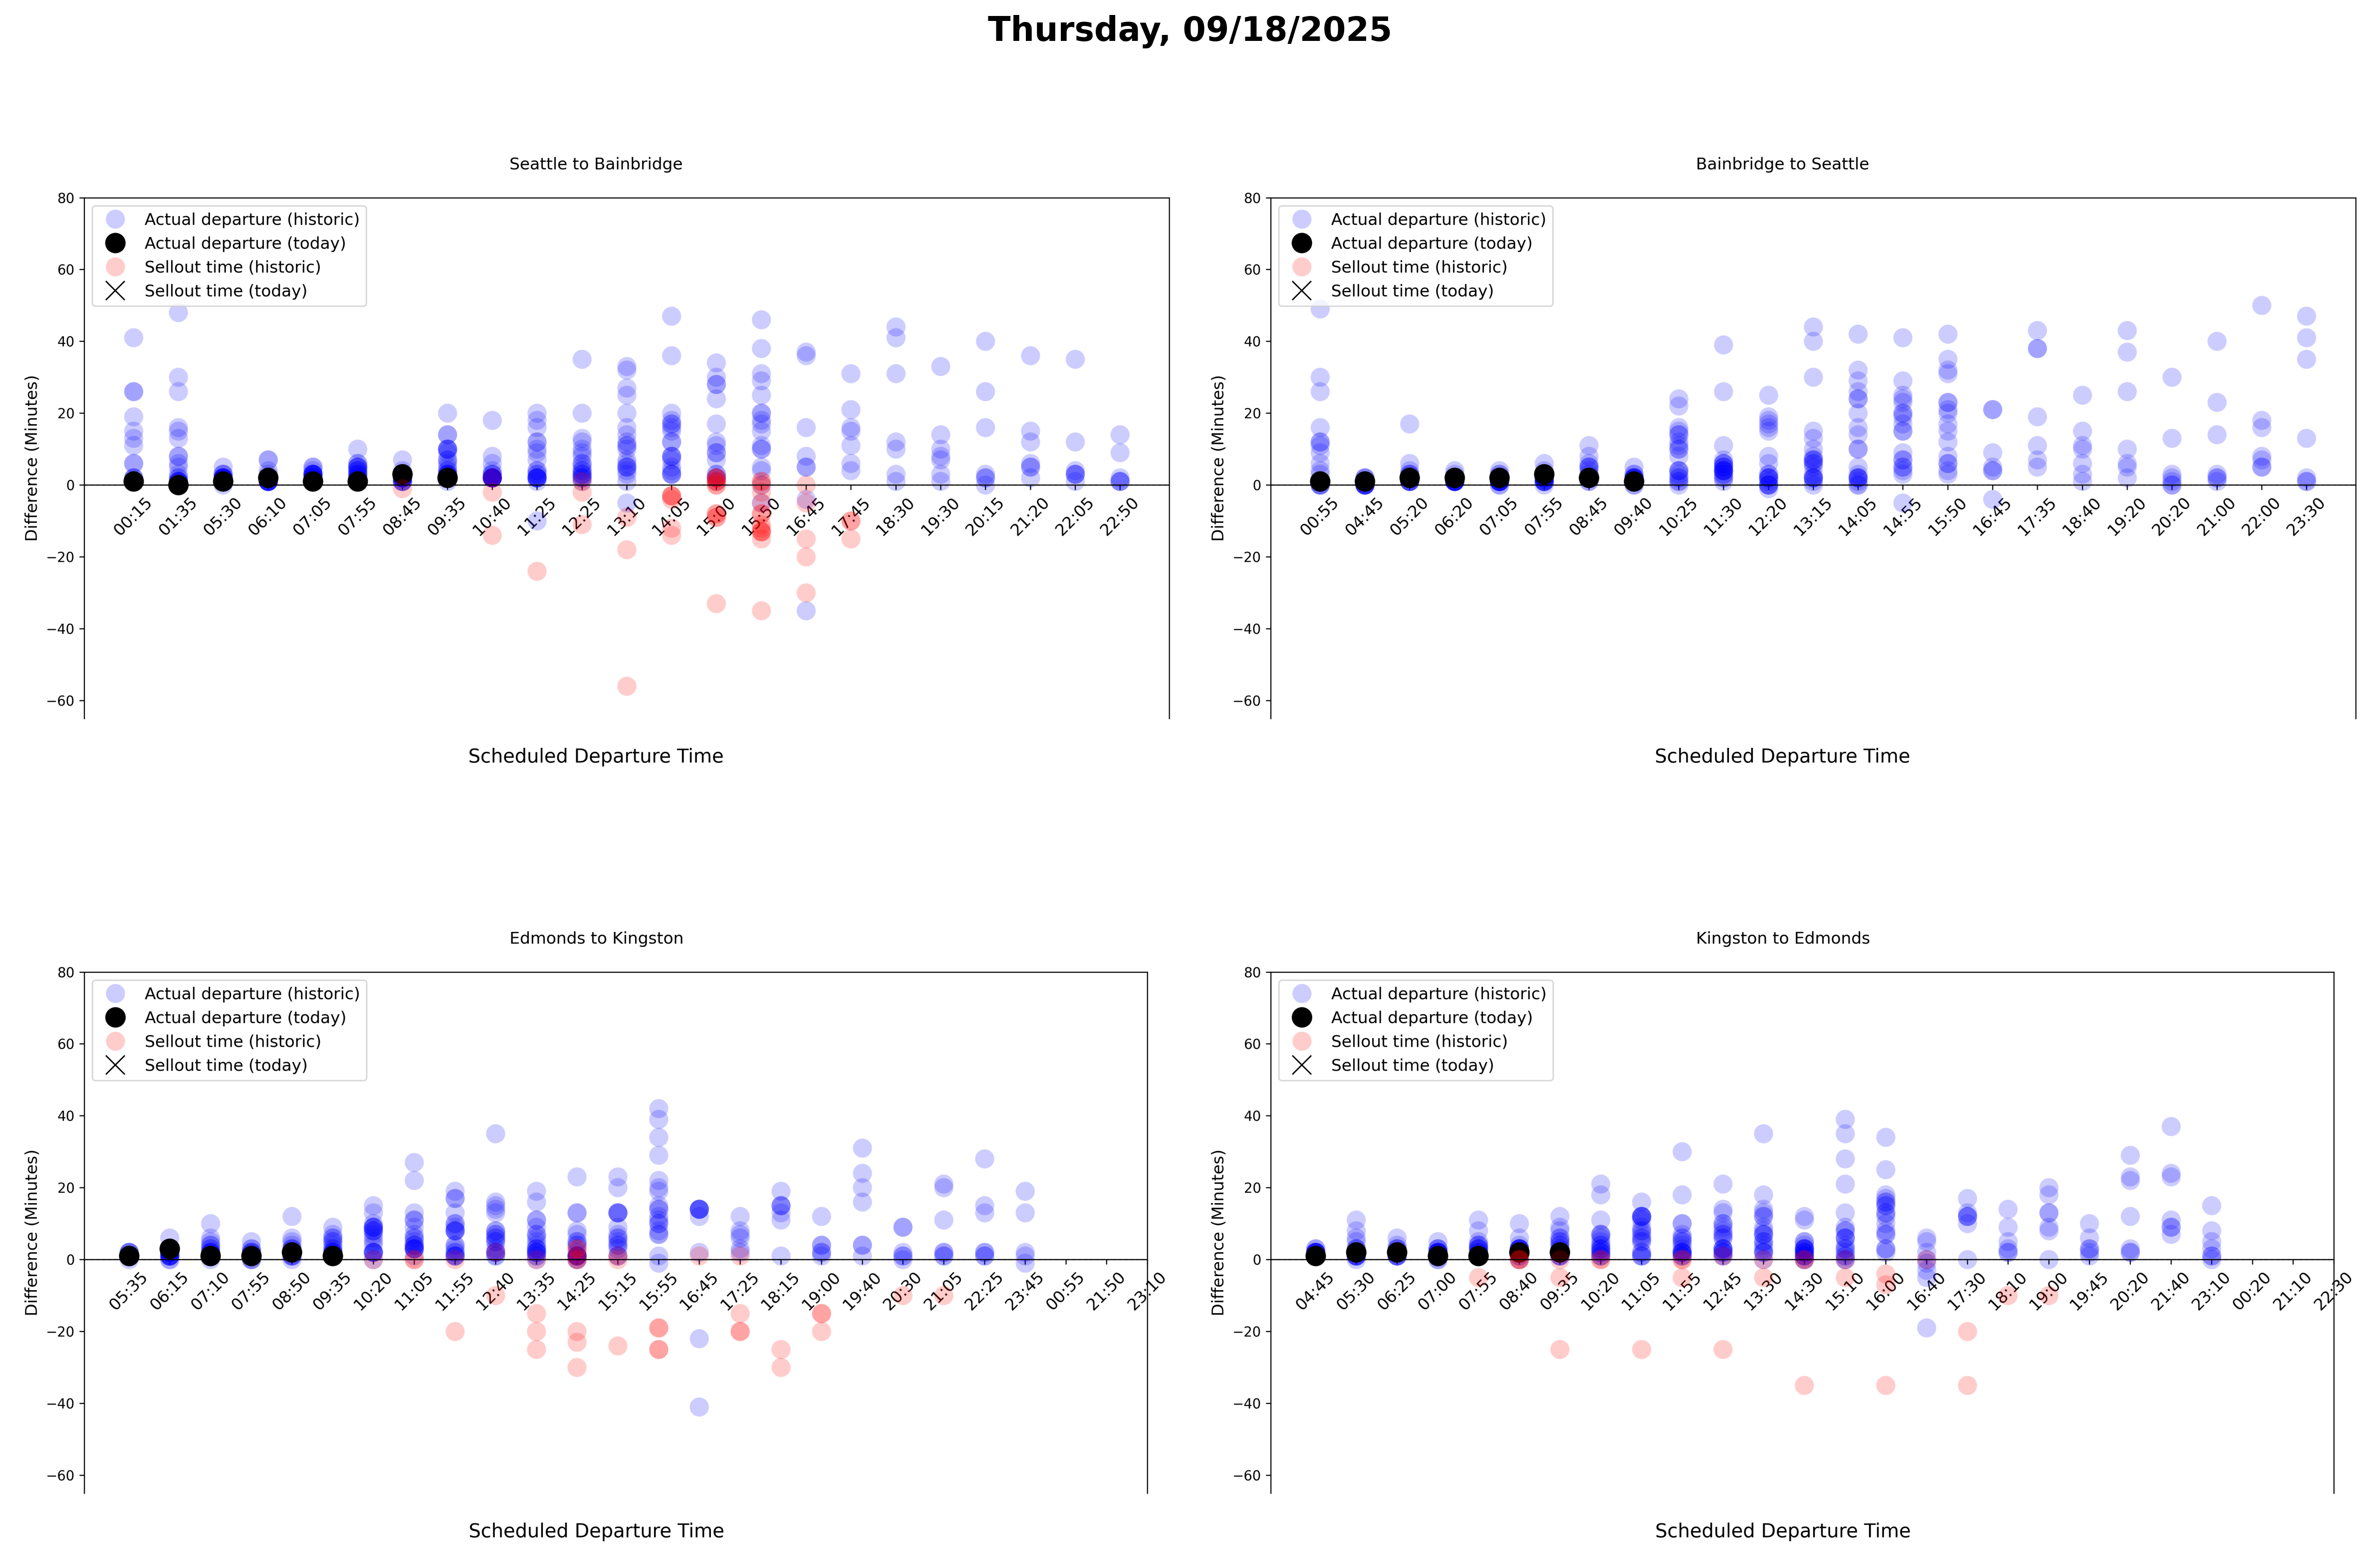 Thursday, 09/18/2025
Seattle to Bainbridge
80
60
40
20
0
−20
−40
−60
Difference (Minutes)
Actual departure (historic)
Actual departure (today)
Sellout time (historic)
Sellout time (today)
00:15 01:35 05:30 06:10 07:05 07:55 08:45 09:35 10:40 11:25 12:25 13:10 14:05 15:00 15:50 16:45 17:45 18:30 19:30 20:15 21:20 22:05 22:50
Scheduled Departure Time
Bainbridge to Seattle
80
60
40
20
0
−20
−40
−60
Difference (Minutes)
Actual departure (historic)
Actual departure (today)
Sellout time (historic)
Sellout time (today)
00:55 04:45 05:20 06:20 07:05 07:55 08:45 09:40 10:25 11:30 12:20 13:15 14:05 14:55 15:50 16:45 17:35 18:40 19:20 20:20 21:00 22:00 23:30
Scheduled Departure Time
Edmonds to Kingston
80
60
40
20
0
−20
−40
−60
Difference (Minutes)
Actual departure (historic)
Actual departure (today)
Sellout time (historic)
Sellout time (today)
05:35 06:15 07:10 07:55 08:50 09:35 10:20 11:05 11:55 12:40 13:35 14:25 15:15 15:55 16:45 17:25 18:15 19:00 19:40 20:30 21:05 22:25 23:45 00:55 21:50 23:10
Scheduled Departure Time
Kingston to Edmonds
80
60
40
20
0
−20
−40
−60
Difference (Minutes)
Actual departure (historic)
Actual departure (today)
Sellout time (historic)
Sellout time (today)
04:45 05:30 06:25 07:00 07:55 08:40 09:35 10:20 11:05 11:55 12:45 13:30 14:30 15:10 16:00 16:40 17:30 18:10 19:00 19:45 20:20 21:40 23:10 00:20 21:10 22:30
Scheduled Departure Time